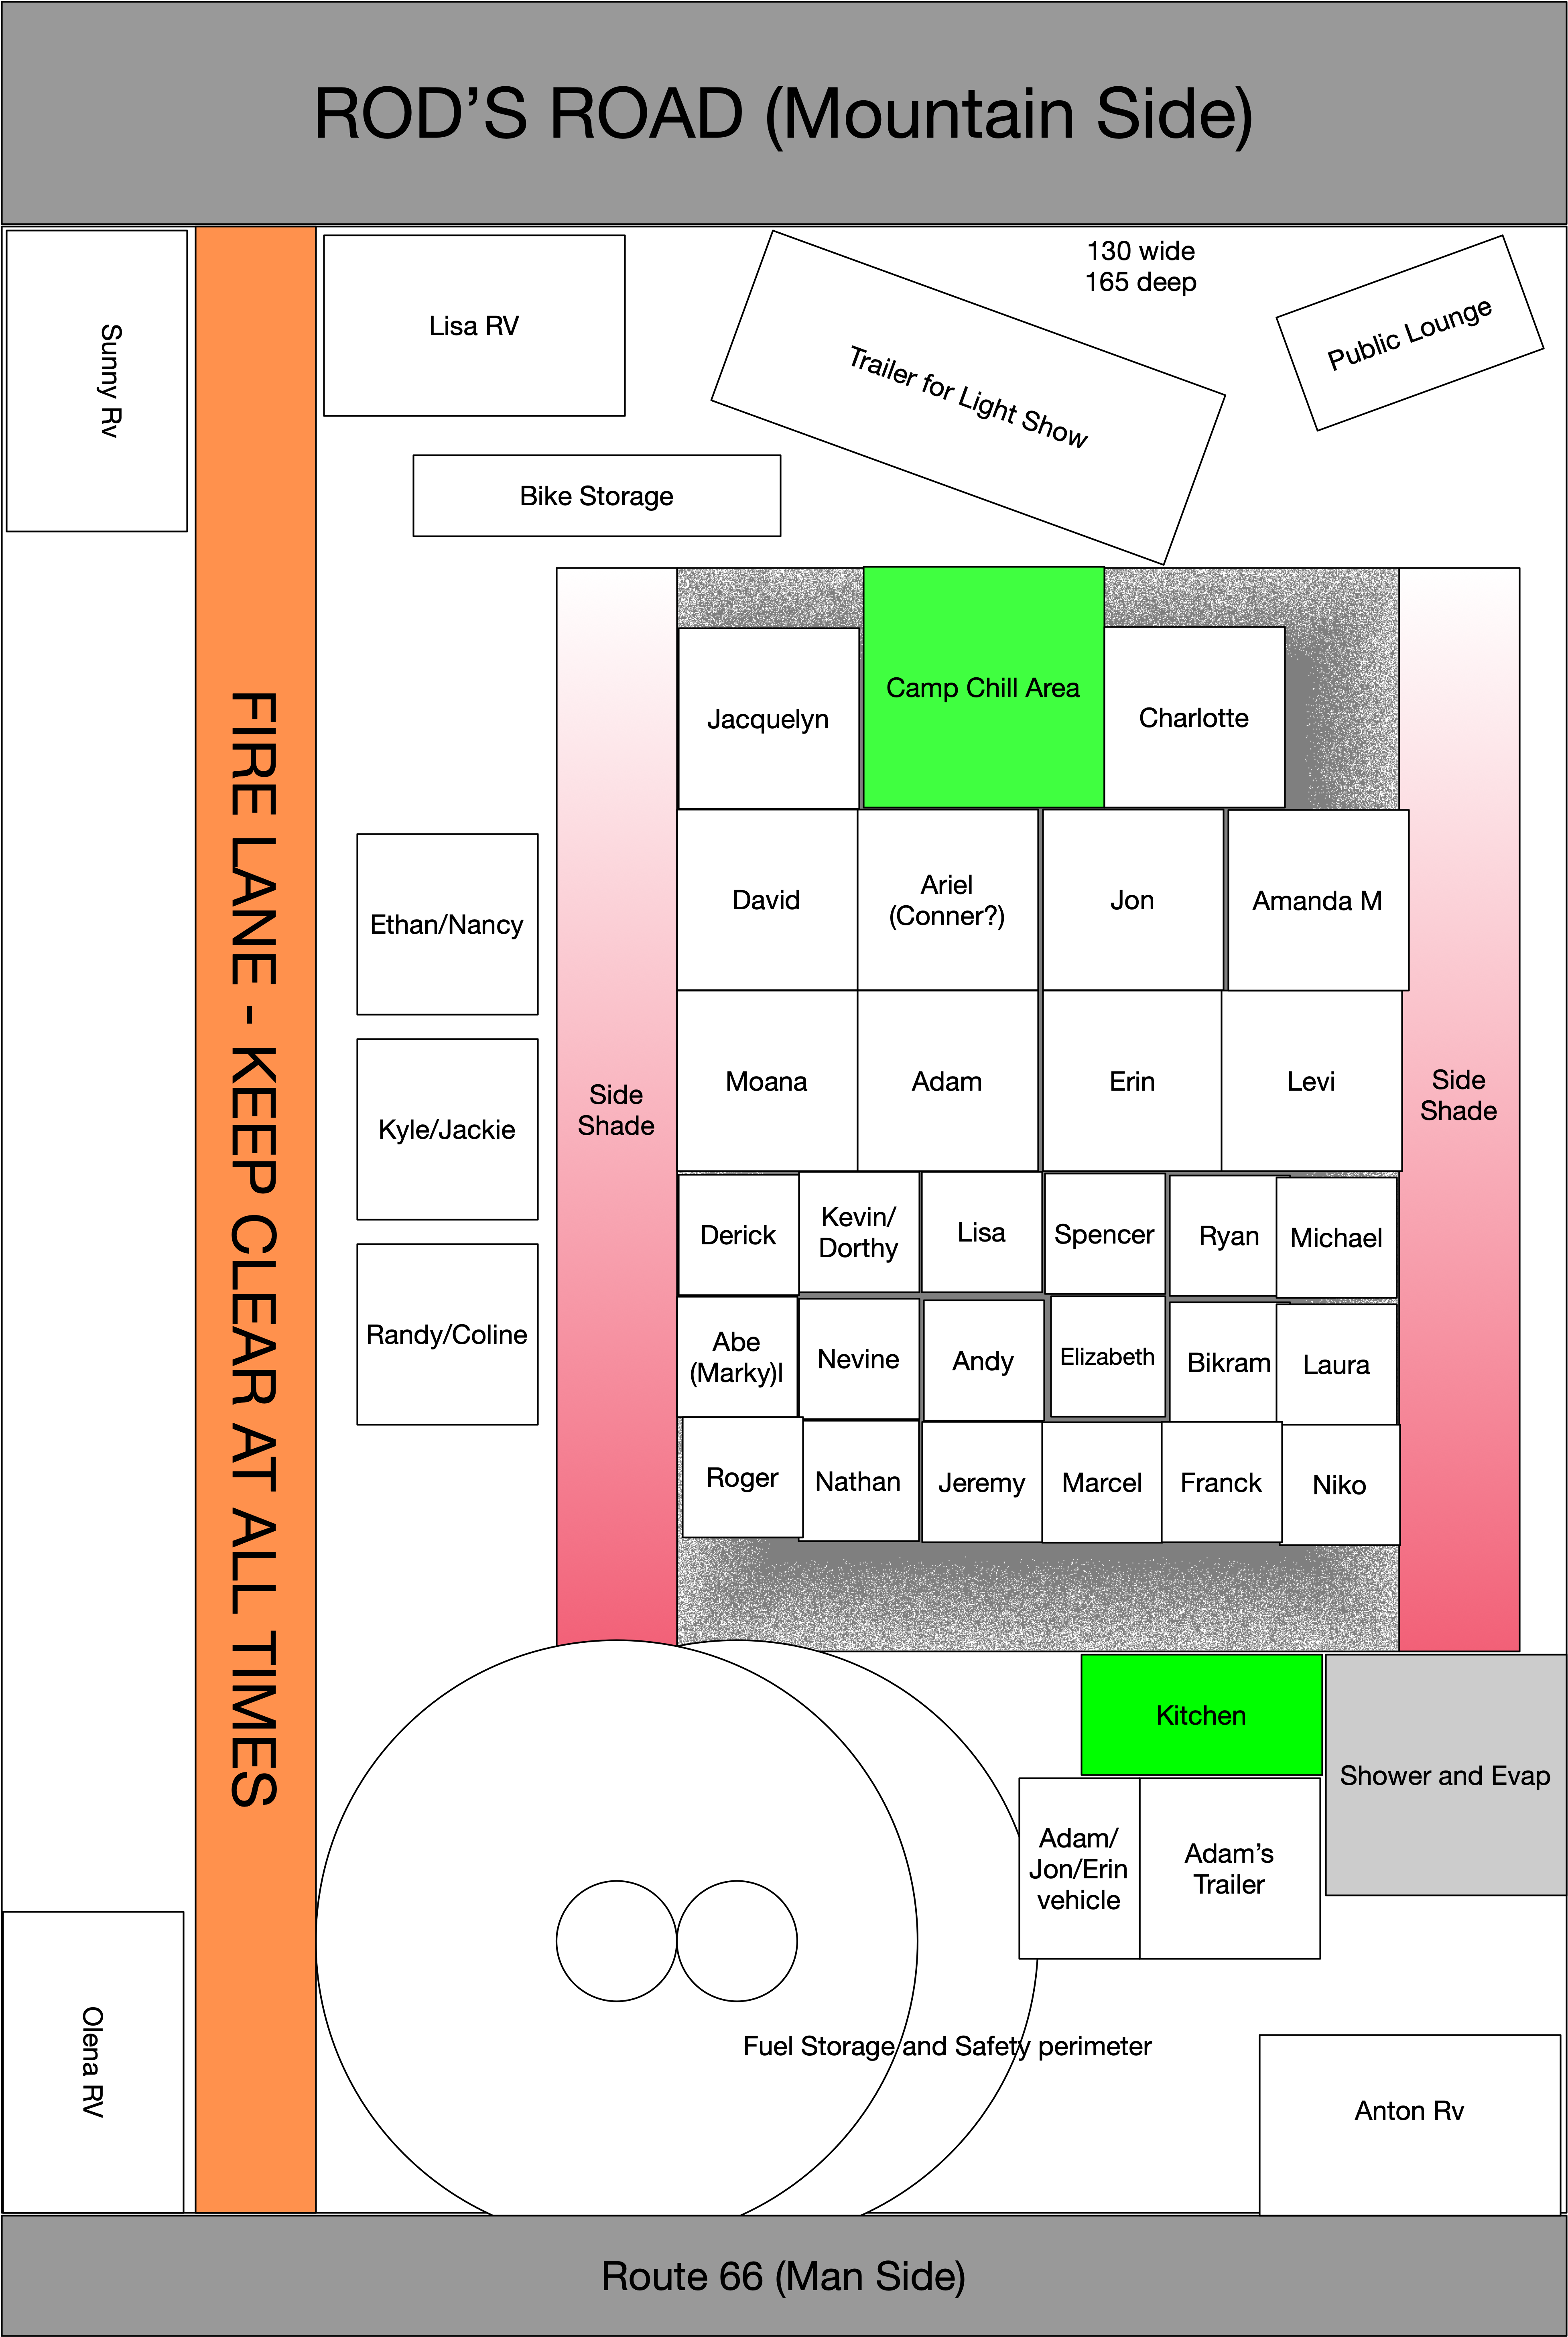 ROD’S ROAD (Mountain Side)
130 wide
165 deep
Sunny Rv
Lisa RV
Trailer for Light Show
Public Lounge
Bike Storage
FIRE LANE - KEEP CLEAR AT ALL TIMES
Camp Chill Area
Jacquelyn
Charlotte
David
Ariel
(Conner?)
Jon
Amanda M
Ethan/Nancy
Moana
Adam
Erin
Levi
Side
Shade
Side
Shade
Kyle/Jackie
Derick
Kevin/
Dorthy
Lisa
Spencer
Ryan
Michael
Randy/Coline
Abe
(Marky)l
Nevine
Andy
Elizabeth
Bikram
Laura
Roger
Nathan
Jeremy
Marcel
Franck
Niko
Kitchen
Shower and Evap
Adam/
Jon/Erin
vehicle
Adam’s
Trailer
Olena RV
Fuel Storage and Safety perimeter
Anton Rv
Route 66 (Man Side)